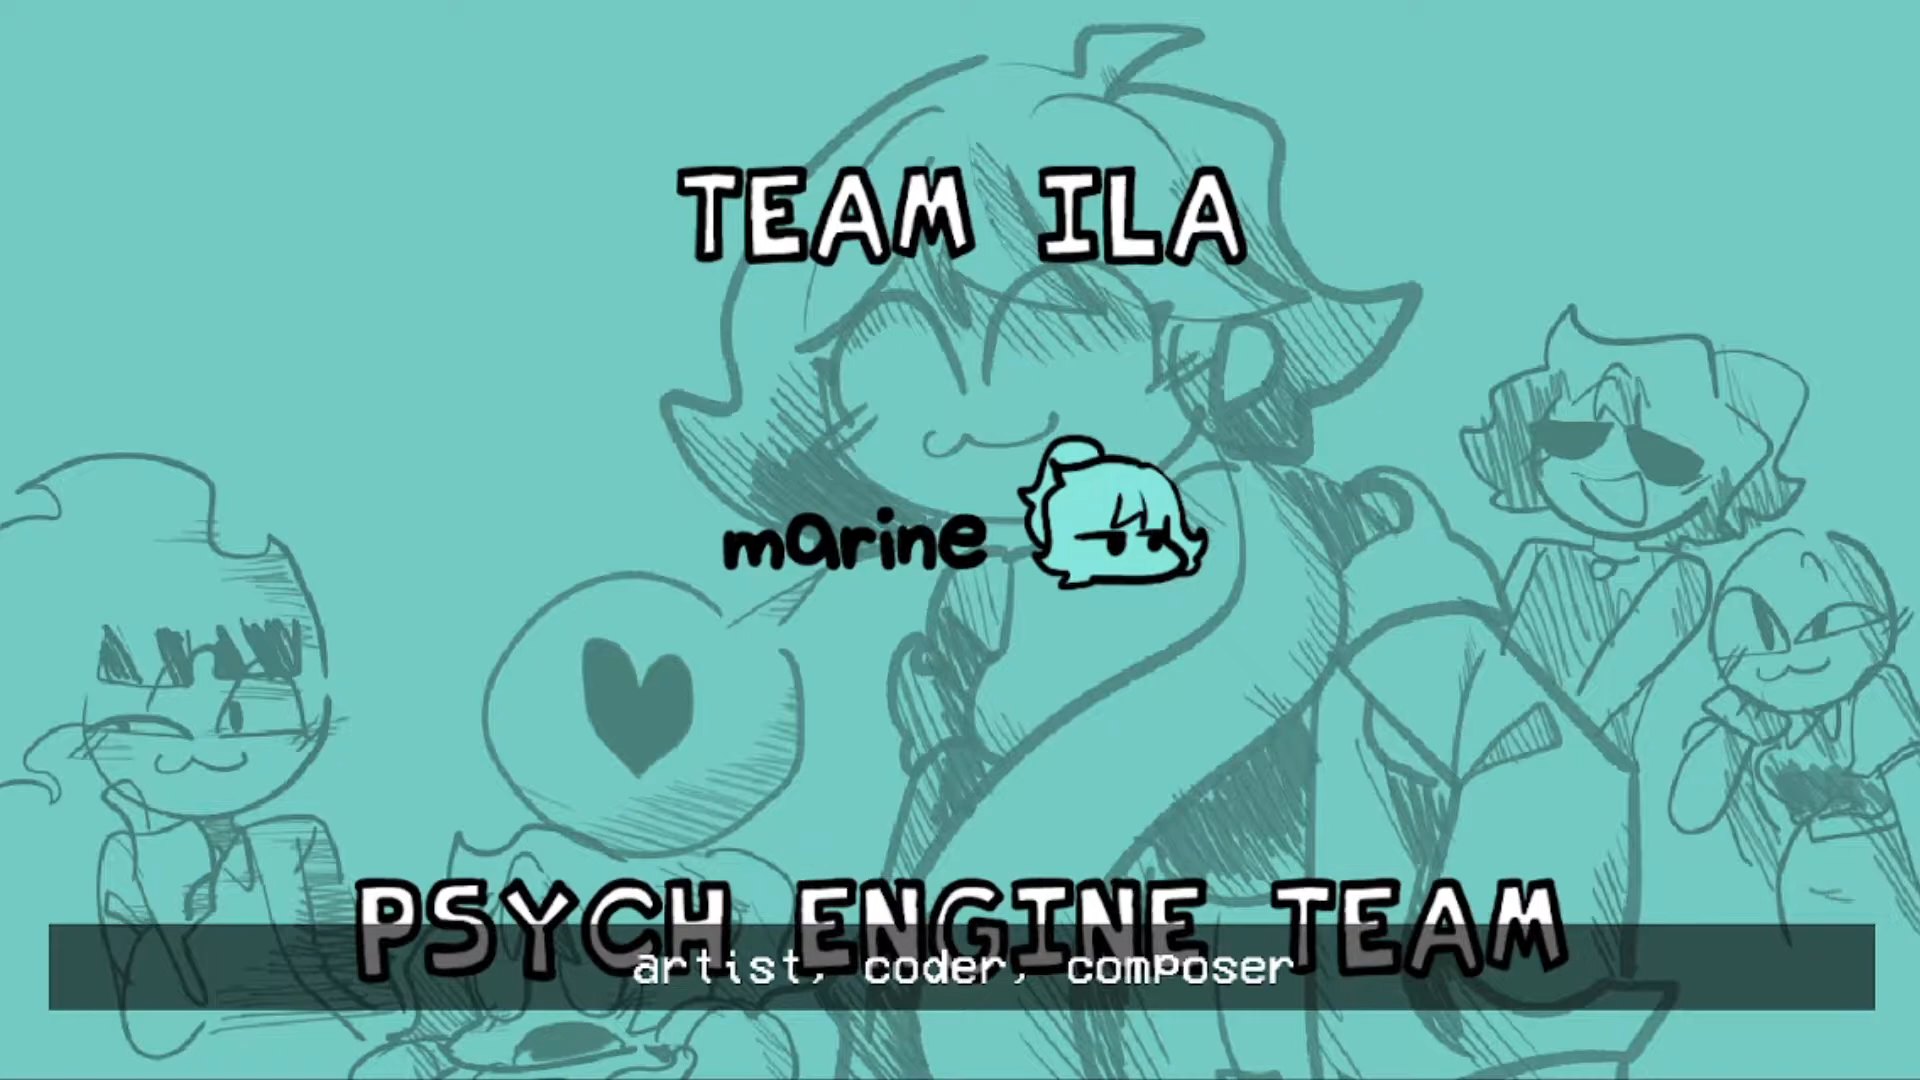 TEAM ILA
marine
PSYCH ENGINE TEAM
artist, coder, composer